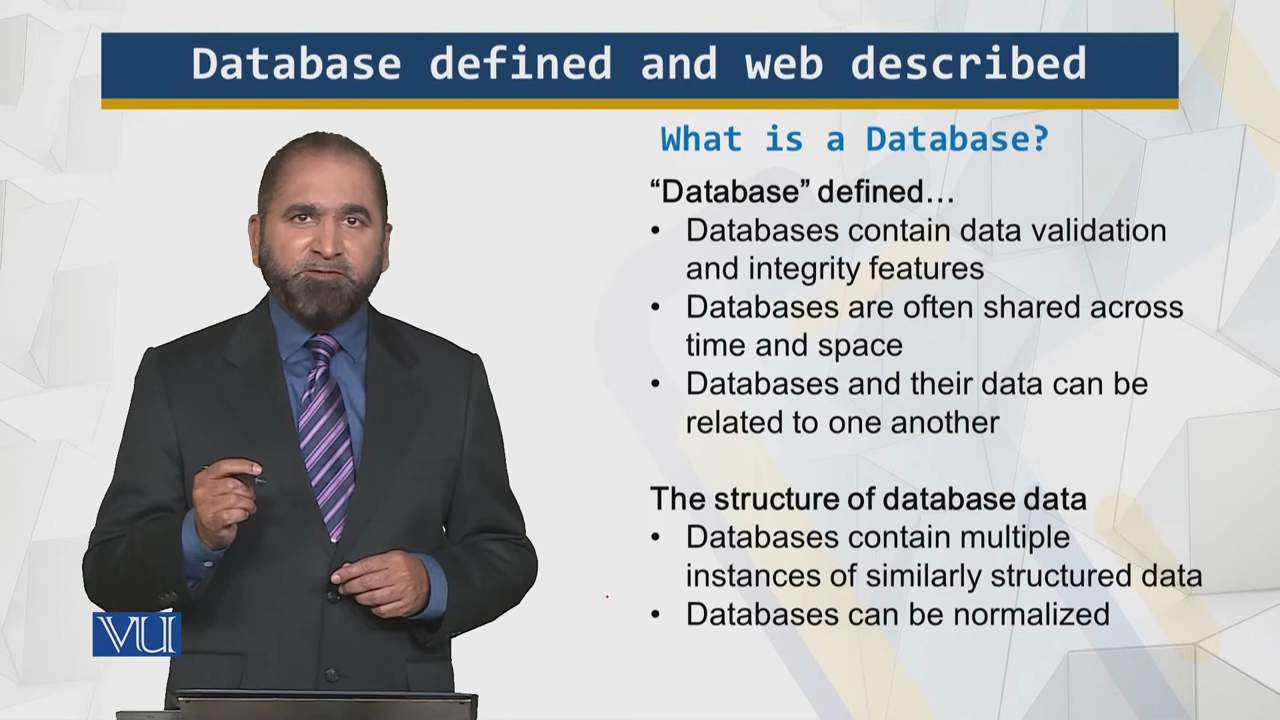 Database defined and web described
What is a Database?
“Database” defined…
• Databases contain data validation
and integrity features
• Databases are often shared across
time and space
• Databases and their data can be
related to one another
The structure of database data
• Databases contain multiple
instances of similarly structured data
• Databases can be normalized
VU